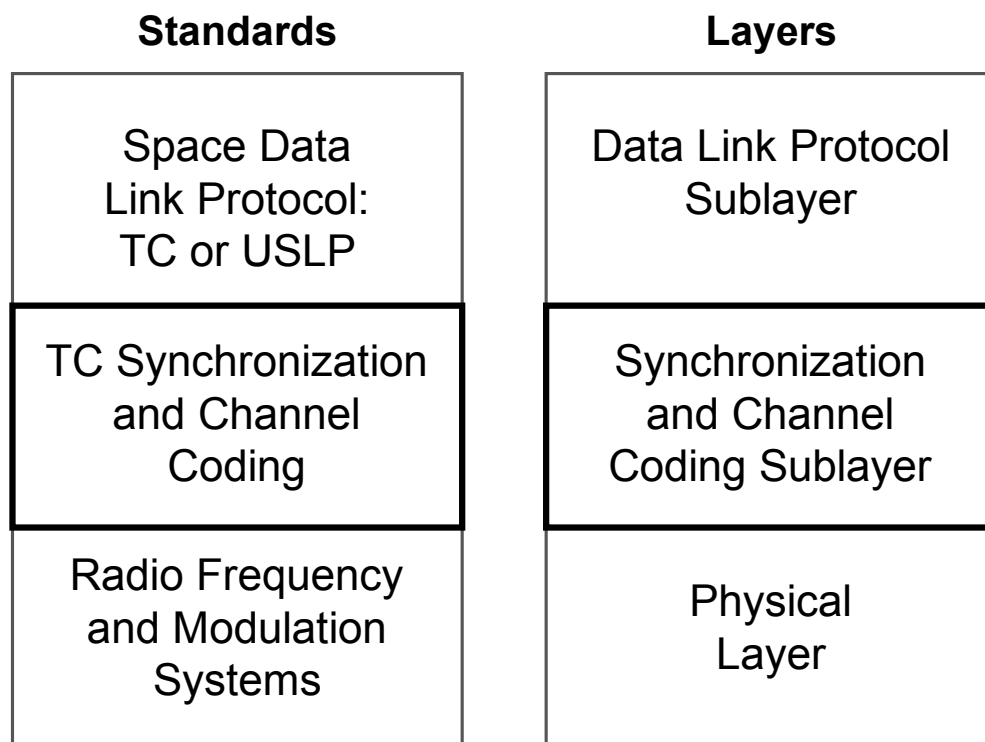 Standards
Space Data
Link Protocol:
TC or USLP
TC Synchronization
and Channel
Coding
Radio Frequency
and Modulation
Systems
Layers
Data Link Protocol
Sublayer
Synchronization
and Channel
Coding Sublayer
Physical
Layer